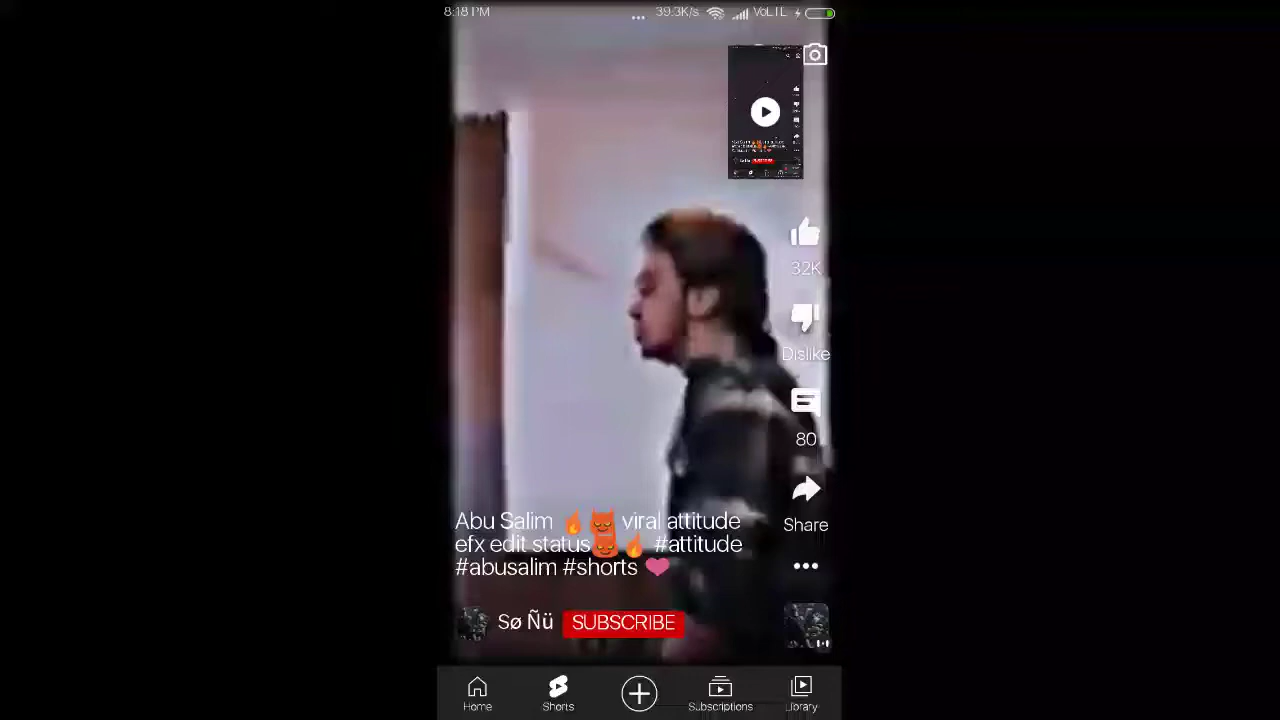 8:18 PM
... 39.3K/s VoLTE
32K
Dislike
80
Share
Abu Salim 🔥👹 viral attitude
efx edit status👹🔥 #attitude
#abusalim #shorts ❤
Sø Ñü SUBSCRIBE
Home Shorts Subscriptions Library